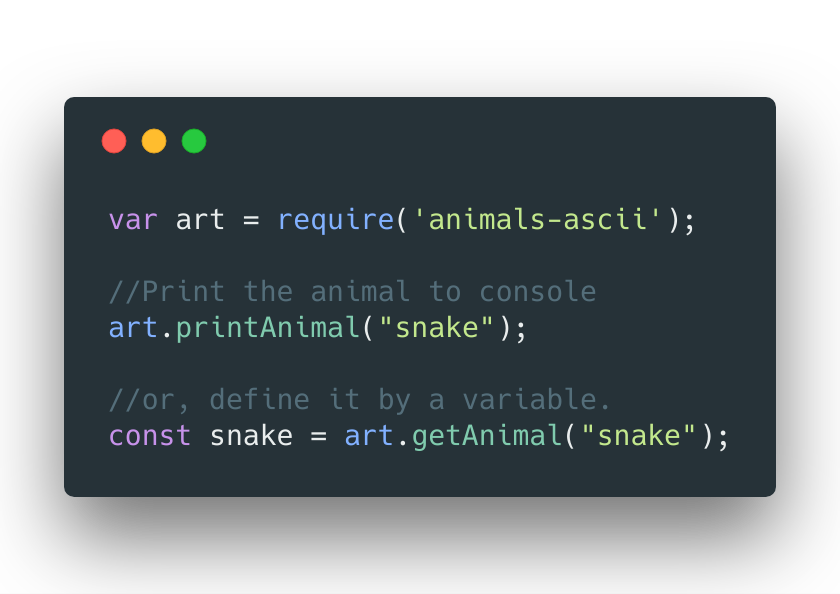 var art = require('animals-ascii');
//Print the animal to console
art.printAnimal("snake");
//or, define it by a variable.
const snake = art.getAnimal("snake");